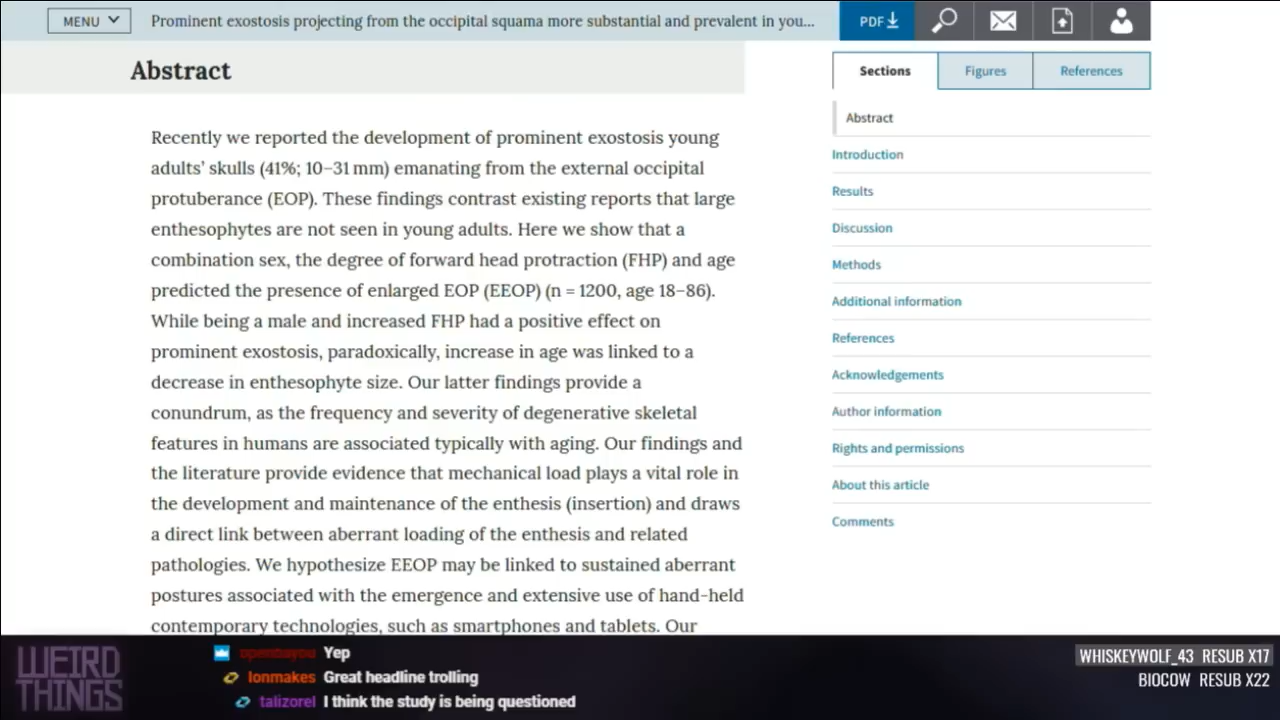 MENU
Prominent exostosis projecting from the occipital squama more substantial and prevalent in you...
PDF
Abstract
Recently we reported the development of prominent exostosis young
adults’ skulls (41%; 10–31 mm) emanating from the external occipital
protuberance (EOP). These findings contrast existing reports that large
enthesophytes are not seen in young adults. Here we show that a
combination sex, the degree of forward head protraction (FHP) and age
predicted the presence of enlarged EOP (EEOP) (n = 1200, age 18–86).
While being a male and increased FHP had a positive effect on
prominent exostosis, paradoxically, increase in age was linked to a
decrease in enthesophyte size. Our latter findings provide a
conundrum, as the frequency and severity of degenerative skeletal
features in humans are associated typically with aging. Our findings and
the literature provide evidence that mechanical load plays a vital role in
the development and maintenance of the enthesis (insertion) and draws
a direct link between aberrant loading of the enthesis and related
pathologies. We hypothesize EEOP may be linked to sustained aberrant
postures associated with the emergence and extensive use of hand-held
contemporary technologies, such as smartphones and tablets. Our
Sections
Figures
References
Abstract
Introduction
Results
Discussion
Methods
Additional information
References
Acknowledgements
Author information
Rights and permissions
About this article
Comments
WEIRD
THINGS
Yep
lonmakes Great headline trolling
talizorel I think the study is being questioned
WHISKEYWOLF_43 RESUB X17
BIOCOW RESUB X22